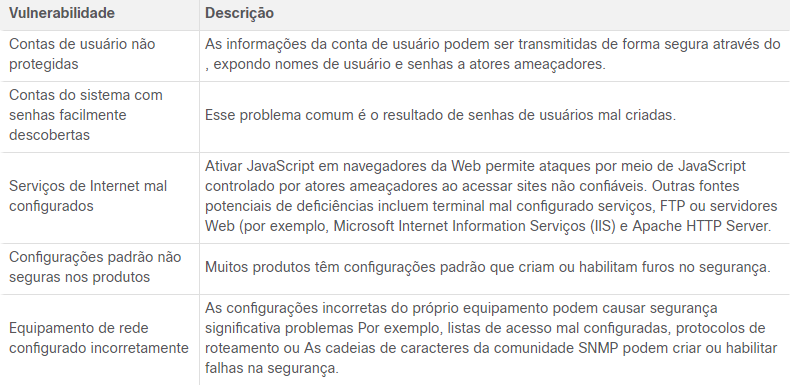 Vulnerabilidade
Descrição
Contas de usuário não
protegidas
As informações da conta de usuário podem ser transmitidas de forma segura através do
, expondo nomes de usuário e senhas a atores ameaçadores.
Contas do sistema com
senhas facilmente
descobertas
Esse problema comum é o resultado de senhas de usuários mal criadas.
Serviços de Internet mal
configurados
Ativar JavaScript em navegadores da Web permite ataques por meio de JavaScript
controlado por atores ameaçadores ao acessar sites não confiáveis. Outras fontes
potenciais de deficiências incluem terminal mal configurado serviços, FTP ou servidores
Web (por exemplo, Microsoft Internet Information Services (IIS) e Apache HTTP Server.
Configurações padrão não
seguras nos produtos
Muitos produtos têm configurações padrão que criam ou habilitam furos no segurança.
Equipamento de rede
configurado incorretamente
As configurações incorretas do próprio equipamento podem causar segurança
significativa problemas Por exemplo, listas de acesso mal configuradas, protocolos de
roteamento ou As cadeias de caracteres da comunidade SNMP podem criar ou habilitar
falhas na segurança.